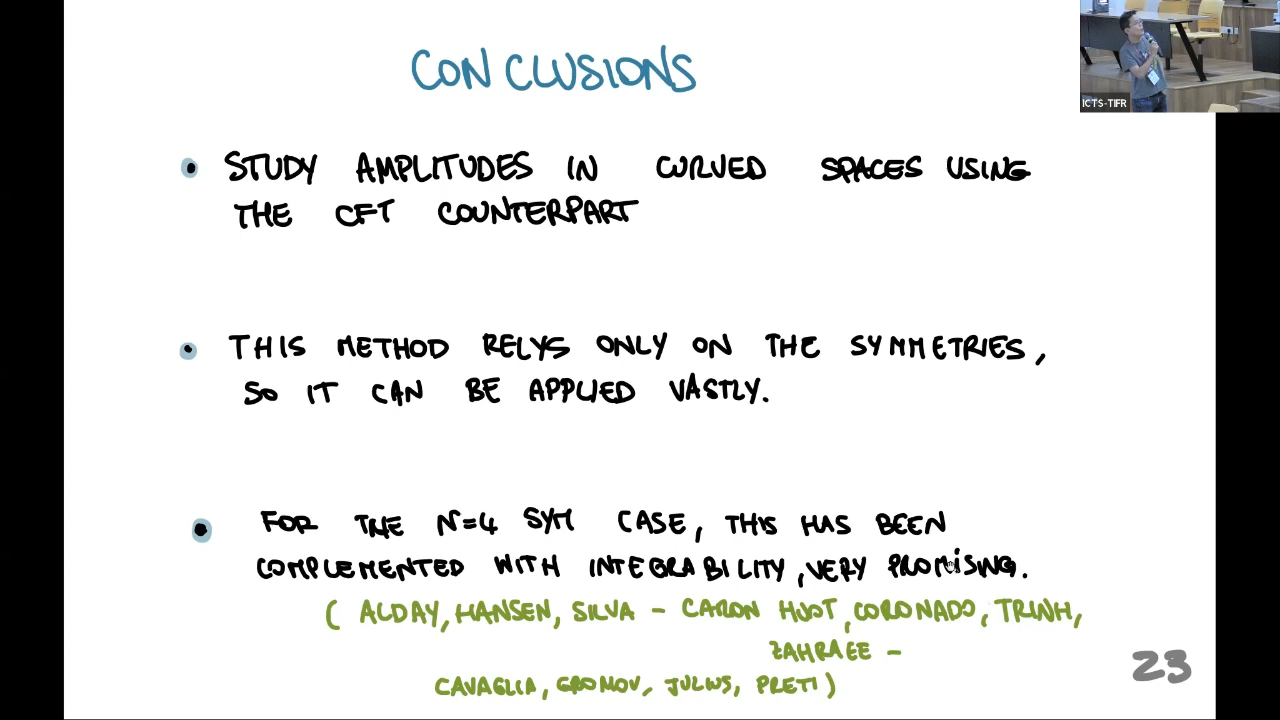 CONCLUSIONS
ICTS-TIFR
• STUDY AMPLITUDES IN CURVED SPACES USING
THE CFT COUNTERPART
• THIS METHOD RELYS ONLY ON THE SYMMETRIES,
SO IT CAN BE APPLIED VASTLY.
• FOR THE N=4 SYM CASE, THIS HAS BEEN
COMPLEMENTED WITH INTEGRABILITY, VERY PROMISING.
( ALDAY, HANSEN, SILVA – CARON HUOT, CORONADO, TRINH,
ZAHRAEE –
CAVAGLIA, GROMOV, JULIUS, PRETI )
23